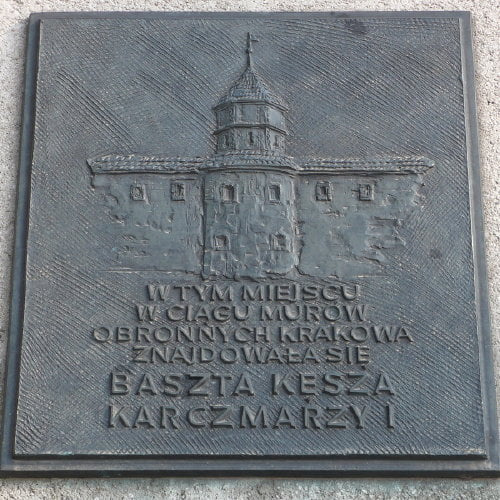 W TYM MIEJSCU
W CIĄGU MURÓW
OBRONNYCH KRAKOWA
ZNAJDOWAŁA SIĘ
BASZTA KĘSZA
KARCZMARZY I